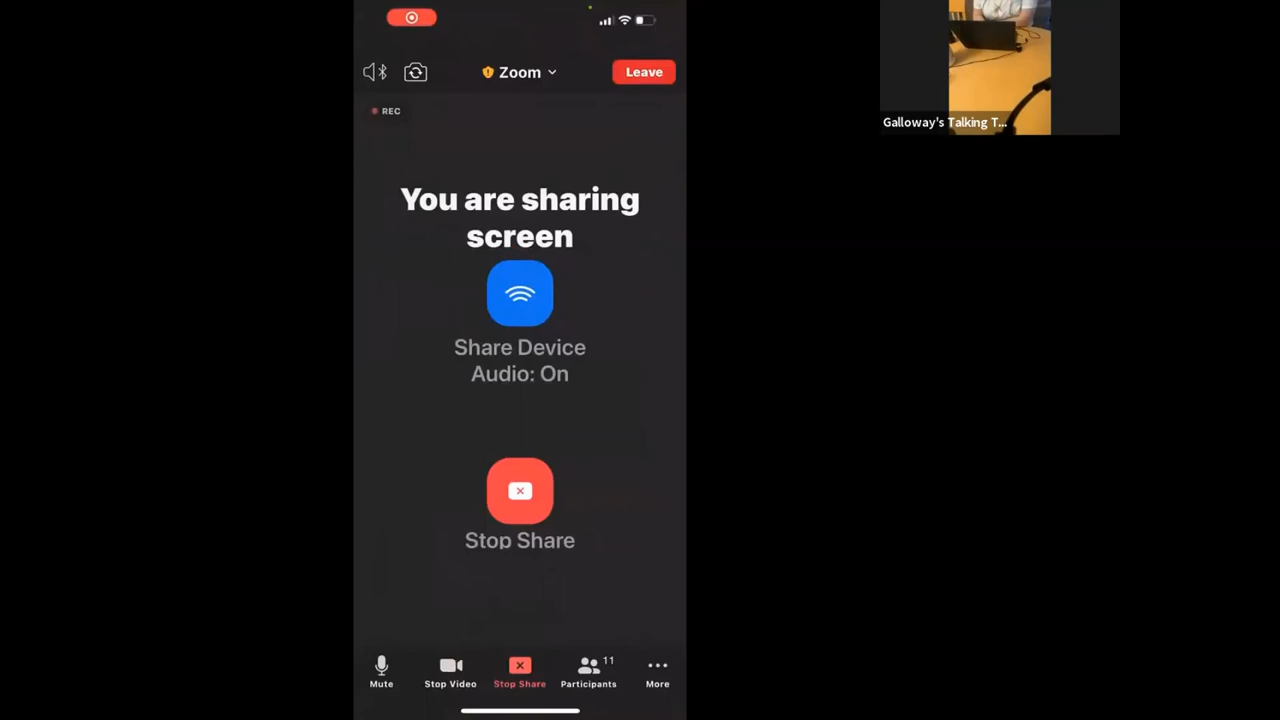 Zoom
Leave
REC
You are sharing
screen
Share Device
Audio: On
Stop Share
Mute
Stop Video
Stop Share
Participants
11
More
Galloway's Talking T...